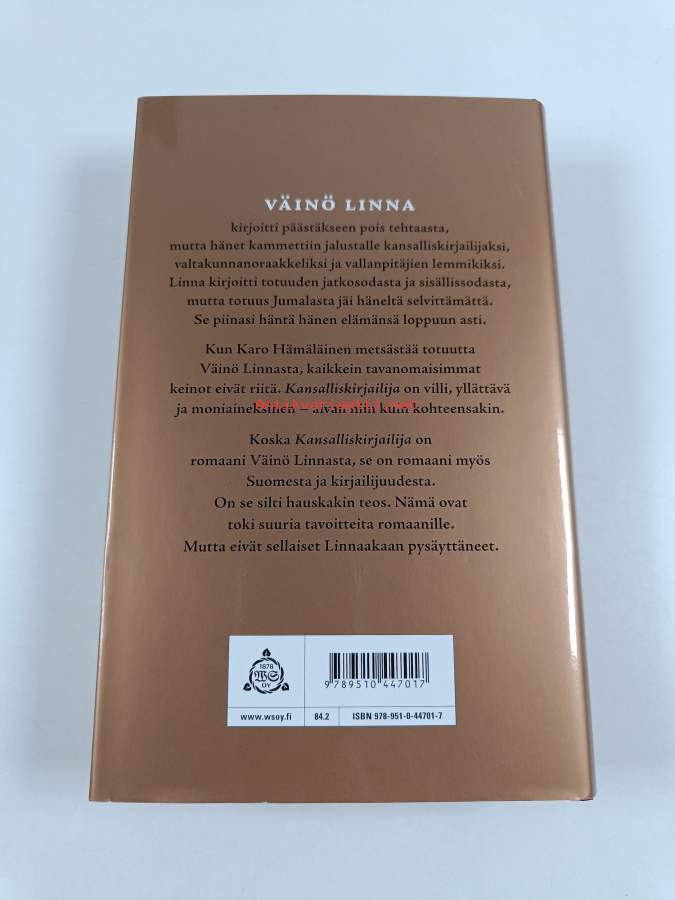 VÄINÖ LINNA
kirjoitti päästäkseen pois tehtaasta,
mutta hänet kammettiin jalustalle kansalliskirjailijaksi,
valtakunnanoraakkeliksi ja vallanpitäjien lemmikiksi.
Linna kirjoitti totuuden jatkosodasta ja sisällissodasta,
mutta totuus Jumalasta jäi häneltä selvittämättä.
Se piinasi häntä hänen elämänsä loppuun asti.
Kun Karo Hämäläinen metsästää totuutta
Väinö Linnasta, kaikkein tavanomaisimmat
keinot eivät riitä. Kansalliskirjailija on villi, yllättävä
ja moniaineksinen – aivan niin kuin kohteensakin.
Koska Kansalliskirjailija on
romaani Väinö Linnasta, se on romaani myös
Suomesta ja kirjailijuudesta.
On se silti hauskakin teos. Nämä ovat
toki suuria tavoitteita romaanille.
Mutta eivät sellaiset Linnaakaan pysäyttäneet.
1878
WS
OY
9 789510 447017
www.wsoy.fi 84.2 ISBN 978-951-0-44701-7